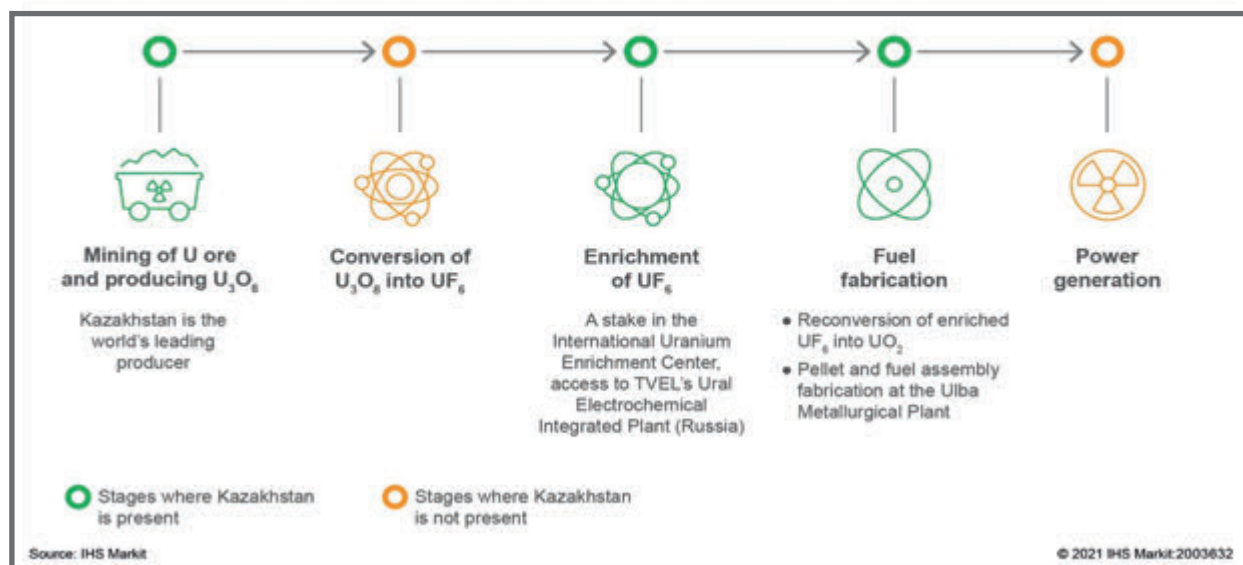 Mining of U ore
and producing U₃O₆
Kazakhstan is the
world's leading
producer
Conversion of
U₃O₈ into UF₆
Enrichment
of UF₆
A stake in the
International Uranium
Enrichment Center,
access to TVEL's Ural
Electrochemical
Integrated Plant (Russia)
Fuel
fabrication
● Reconversion of enriched
UF₆ into UO₂
● Pellet and fuel assembly
fabrication at the Ulba
Metallurgical Plant
Power
generation
Stages where Kazakhstan
is present
Stages where Kazakhstan
is not present
Source: IHS Markit
© 2021 IHS Markit:2003632